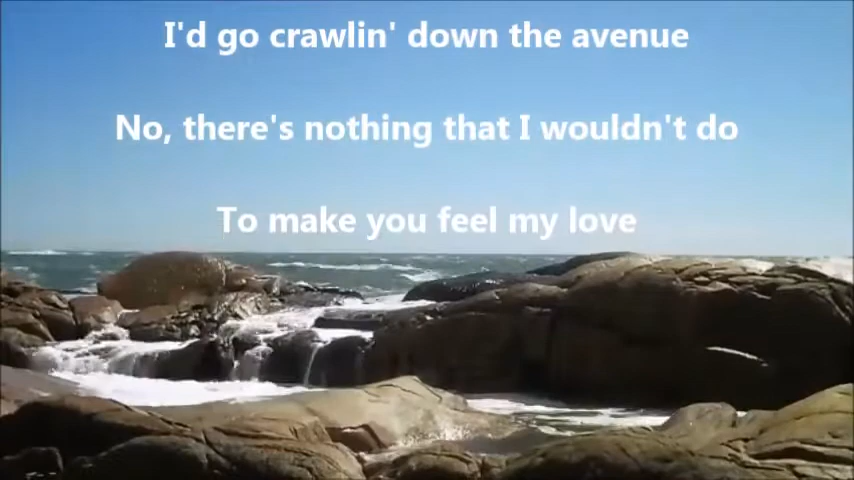 I'd go crawlin' down the avenue
No, there's nothing that I wouldn't do
To make you feel my love